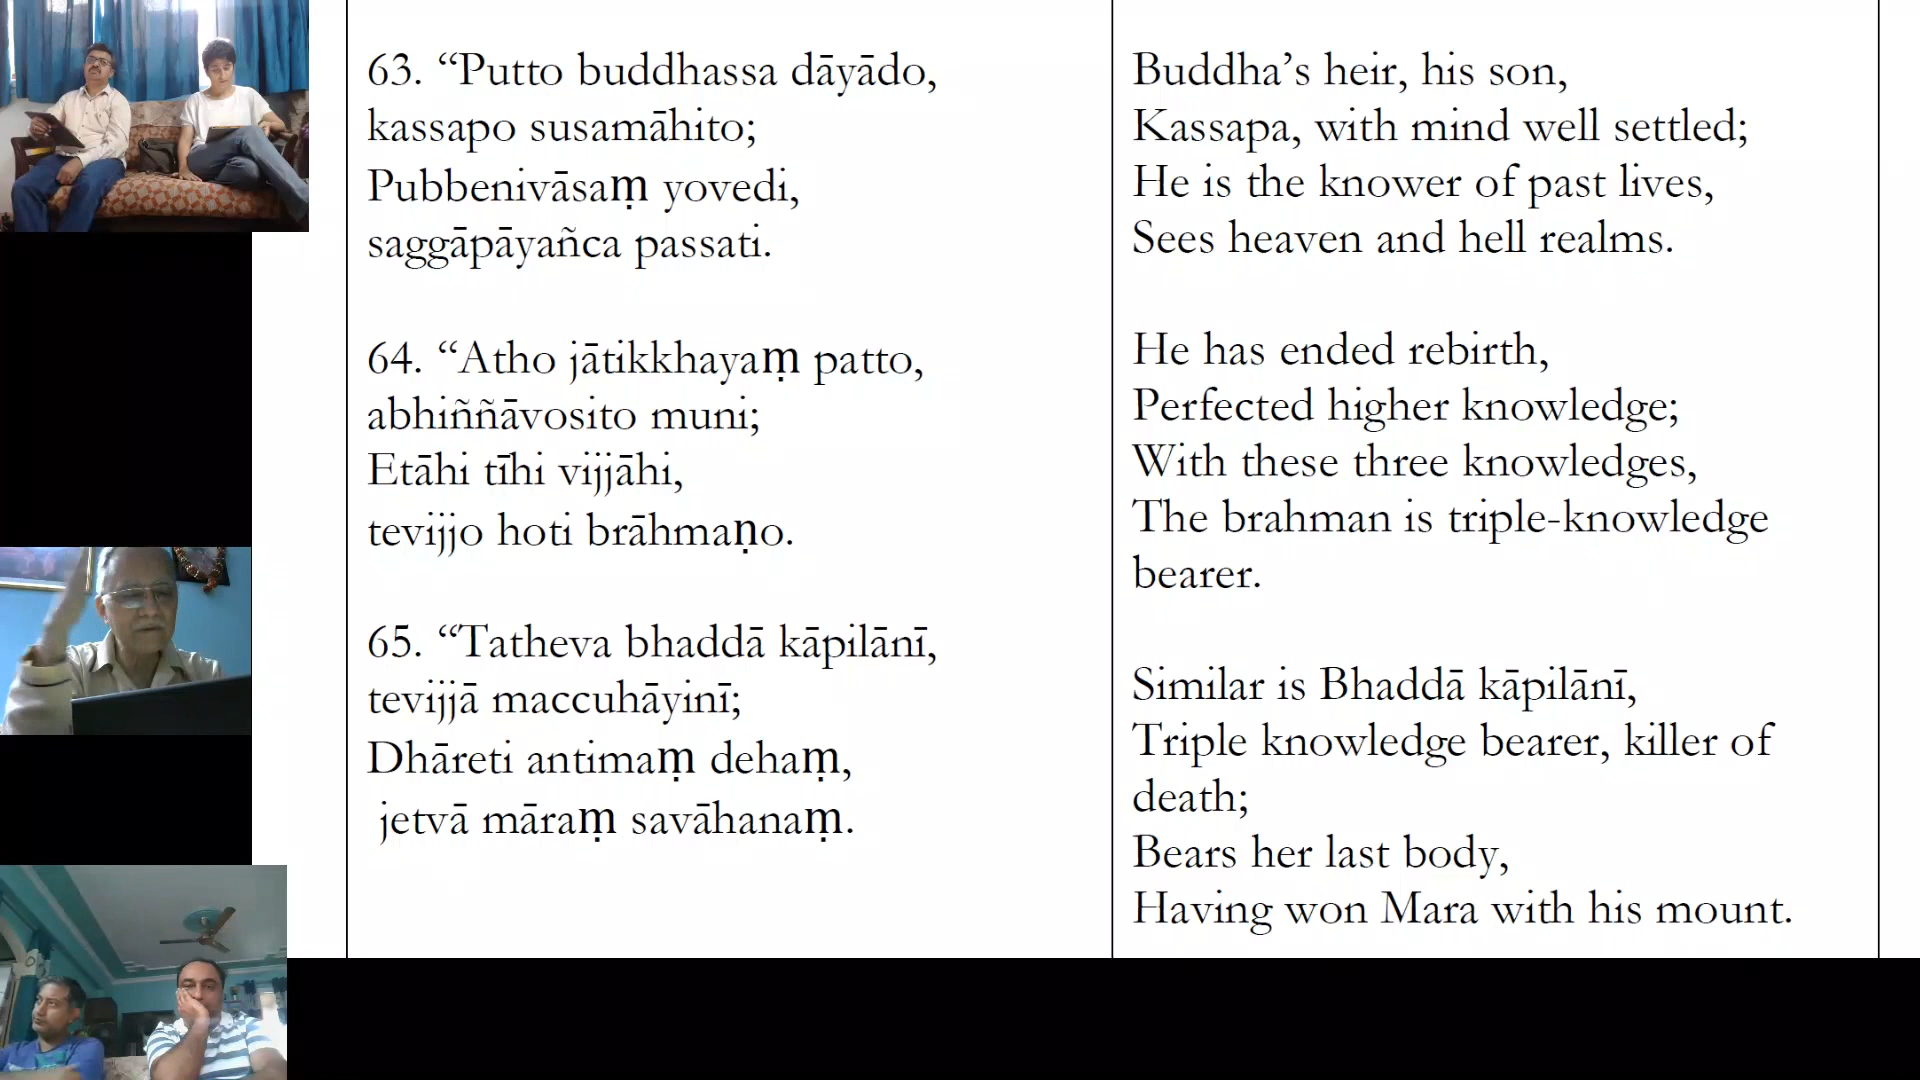 63. “Putto buddhassa dāyādo,
kassapo susamāhito;
Pubbenivāsaṃ yovedi,
saggāpāyañca passati.
64. “Atho jātikkhayaṃ patto,
abhiññāvosito muni;
Etāhi tīhi vijjāhi,
tevijjo hoti brāhmaṇo.
65. “Tatheva bhaddā kāpilānī,
tevijjā maccuhāyinī;
Dhāreti antimaṃ dehaṃ,
jetvā māraṃ savāhanaṃ.
Buddha’s heir, his son,
Kassapa, with mind well settled;
He is the knower of past lives,
Sees heaven and hell realms.
He has ended rebirth,
Perfected higher knowledge;
With these three knowledges,
The brahman is triple-knowledge
bearer.
Similar is Bhaddā kāpilānī,
Triple knowledge bearer, killer of
death;
Bears her last body,
Having won Mara with his mount.